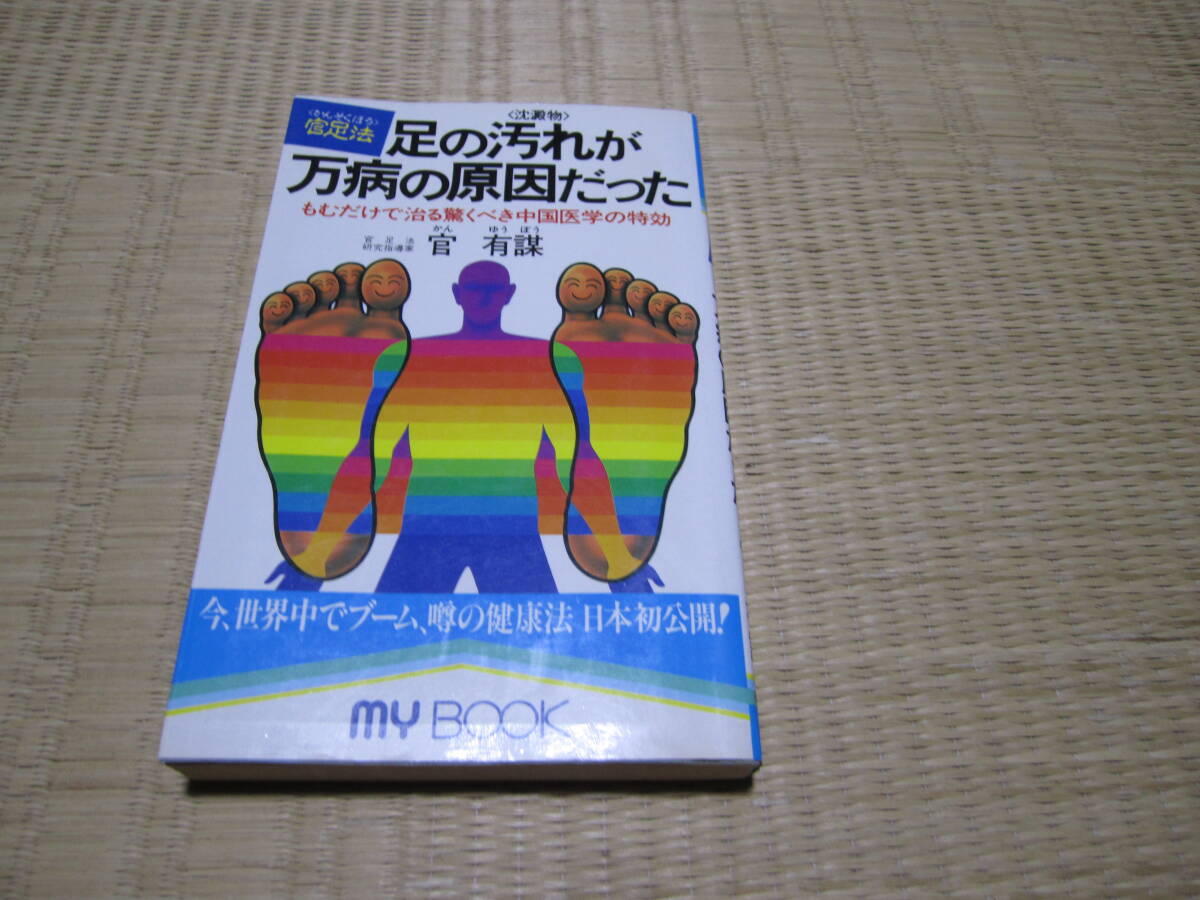 〈かんそくほう〉
官足法
〈沈澱物〉
足の汚れが
万病の原因だった
もむだけで治る驚くべき中国医学の特効
官足法
研究指導家
かん ゆう ぼう
官 有謀
今、世界中でブーム、噂の健康法 日本初公開!
my BOOK